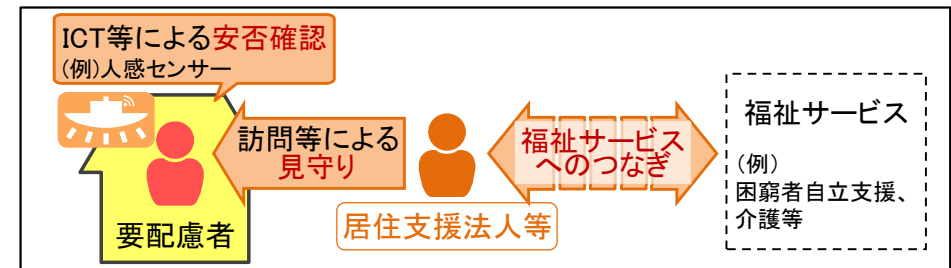 ICT等による安否確認
(例)人感センサー
訪問等による
見守り
要配慮者
居住支援法人等
福祉サービス
へのつなぎ
福祉サービス
(例)
困窮者自立支援、
介護等